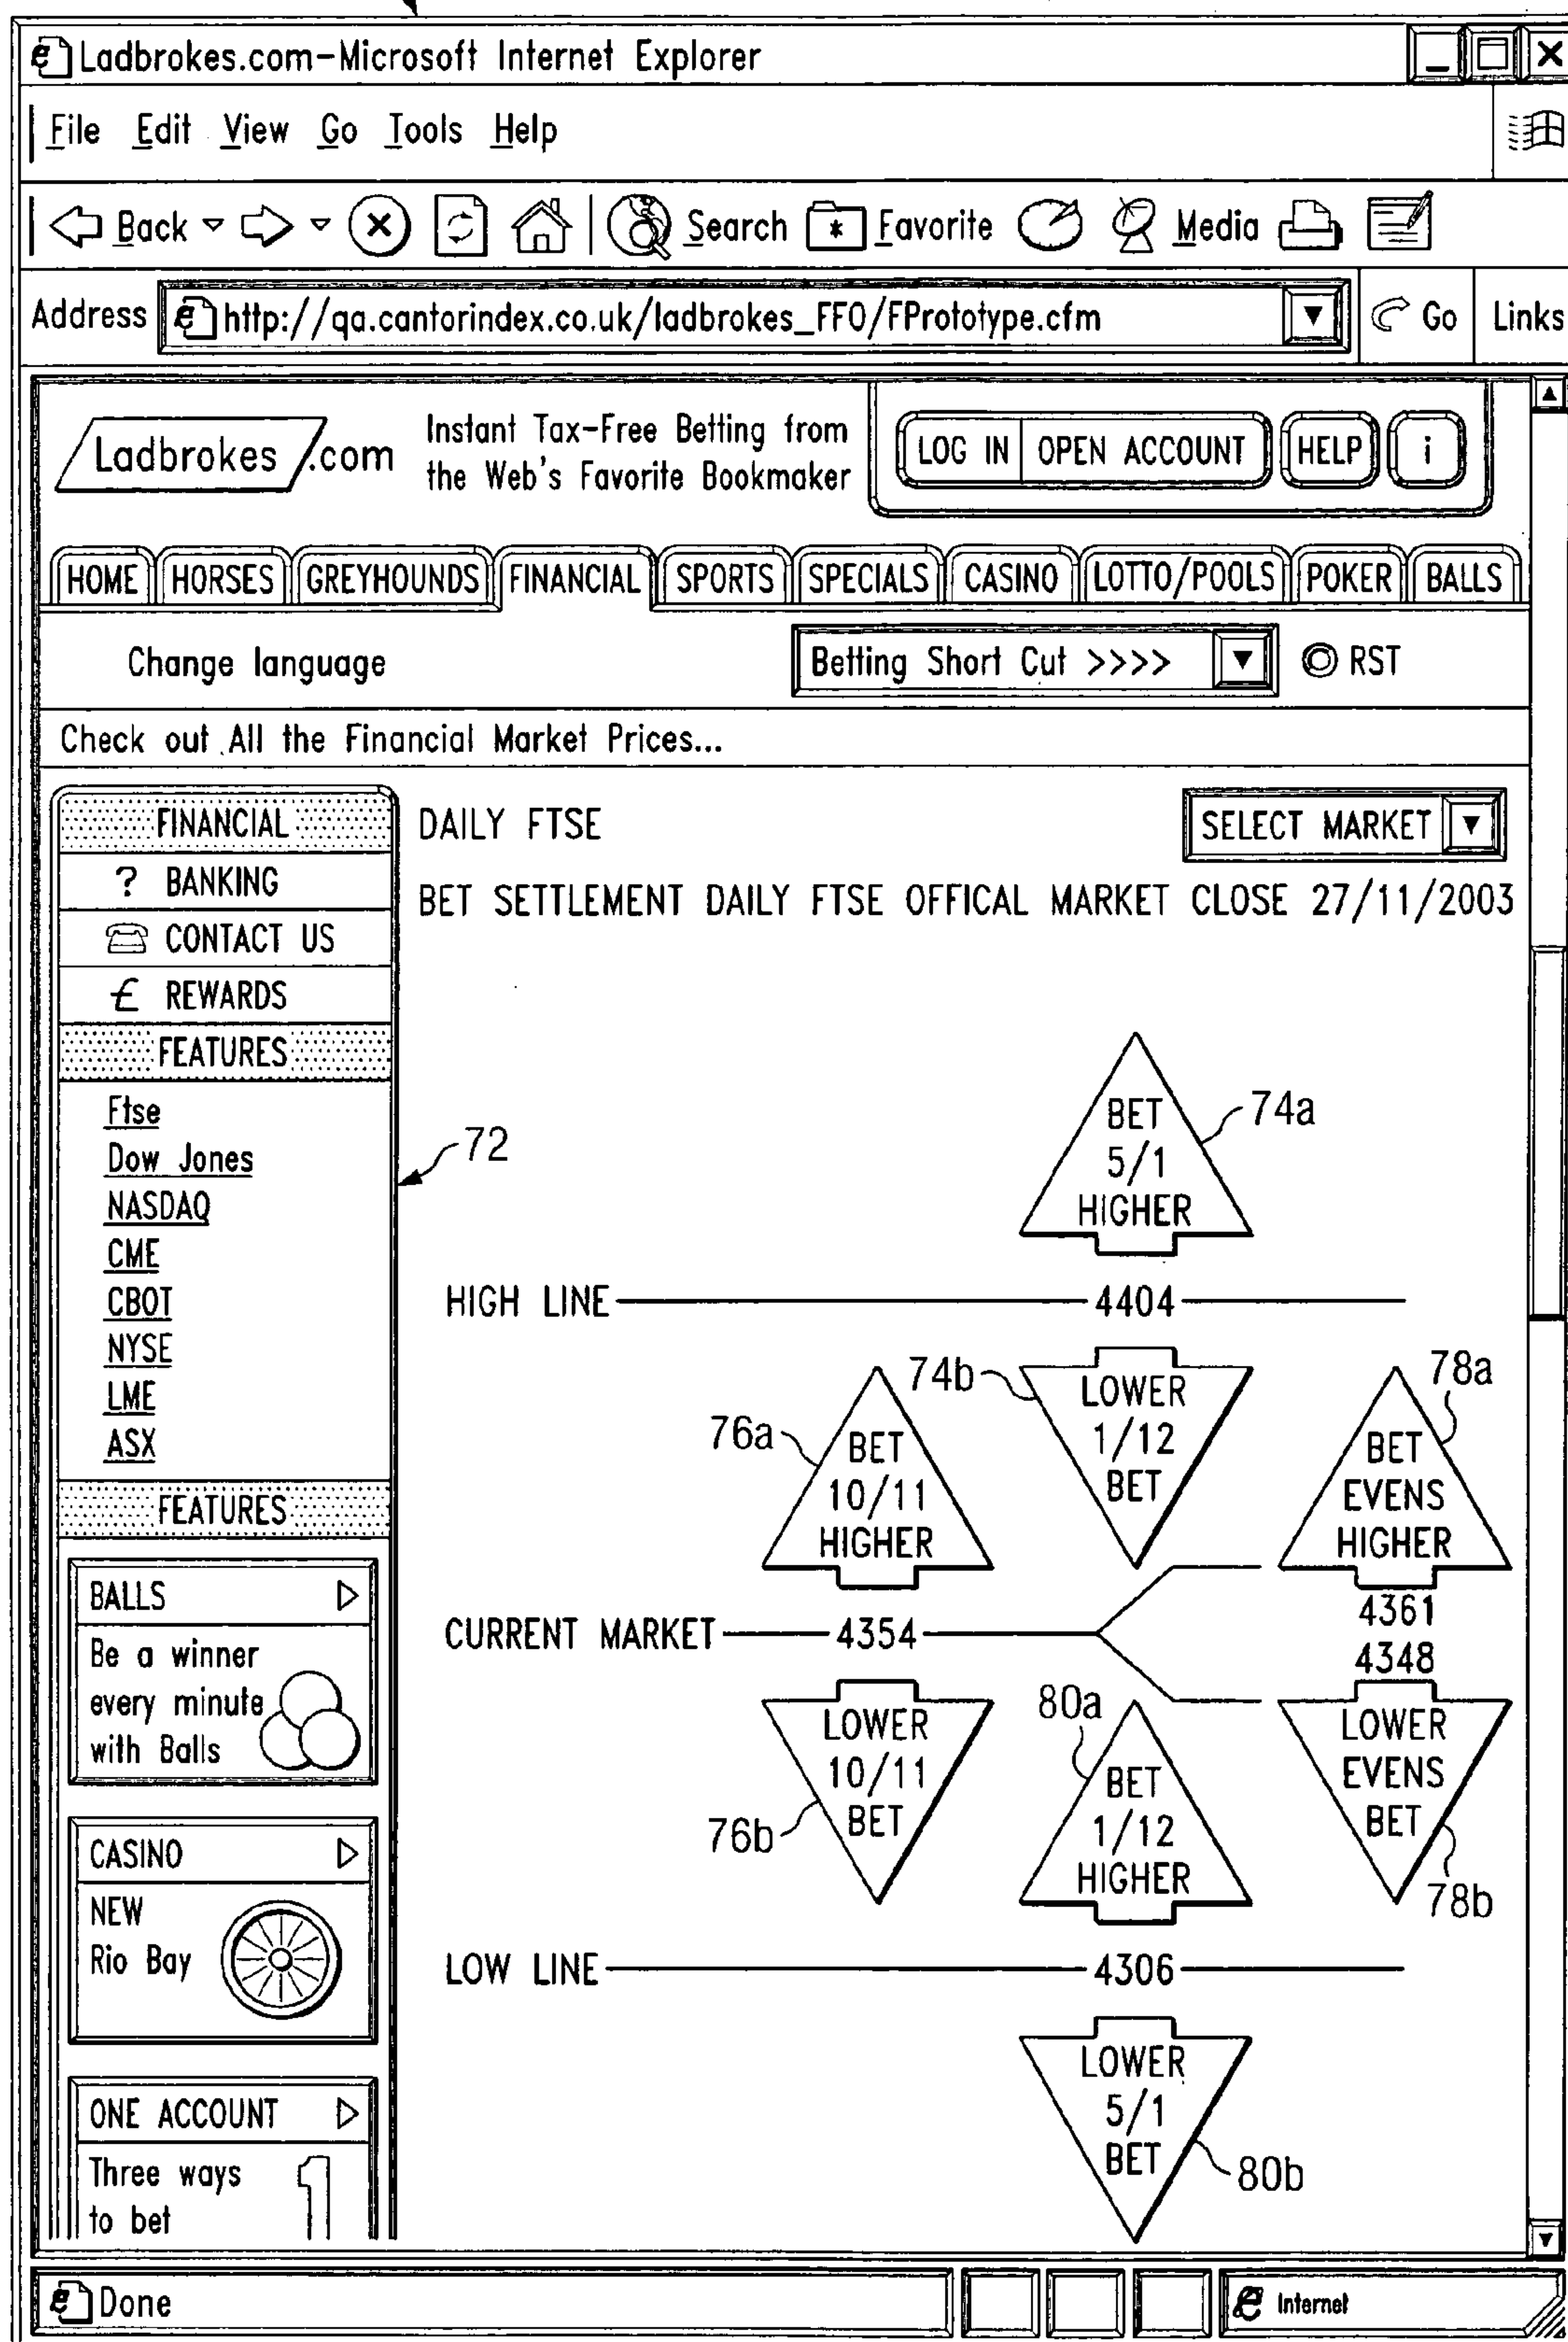 Ladbrokes.com-Microsoft Internet Explorer
File Edit View Go Tools Help
Back Search Favorite Media
Address http://qa.cantorindex.co.uk/ladbrokes_FFO/FPrototype.cfm Go Links
Ladbrokes.com
Instant Tax-Free Betting from
the Web's Favorite Bookmaker
LOG IN OPEN ACCOUNT HELP i
HOME HORSES GREYHOUNDS FINANCIAL SPORTS SPECIALS CASINO LOTTO/POOLS POKER BALLS
Change language
Betting Short Cut >>>> RST
Check out All the Financial Market Prices...
FINANCIAL
? BANKING
CONTACT US
£ REWARDS
FEATURES
Ftse
Dow Jones
NASDAQ
CME
CBOT
NYSE
LME
ASX
FEATURES
BALLS
Be a winner
every minute
with Balls
CASINO
NEW
Rio Bay
ONE ACCOUNT
Three ways
to bet
1
72
DAILY FTSE
SELECT MARKET
BET SETTLEMENT DAILY FTSE OFFICAL MARKET CLOSE 27/11/2003
BET
5/1
HIGHER
74a
HIGH LINE 4404
74b
LOWER
1/12
BET
76a
BET
10/11
HIGHER
78a
BET
EVENS
HIGHER
CURRENT MARKET 4354
4361
4348
LOWER
10/11
BET
76b
80a
BET
1/12
HIGHER
LOWER
EVENS
BET
78b
LOW LINE 4306
LOWER
5/1
BET
80b
Done
Internet